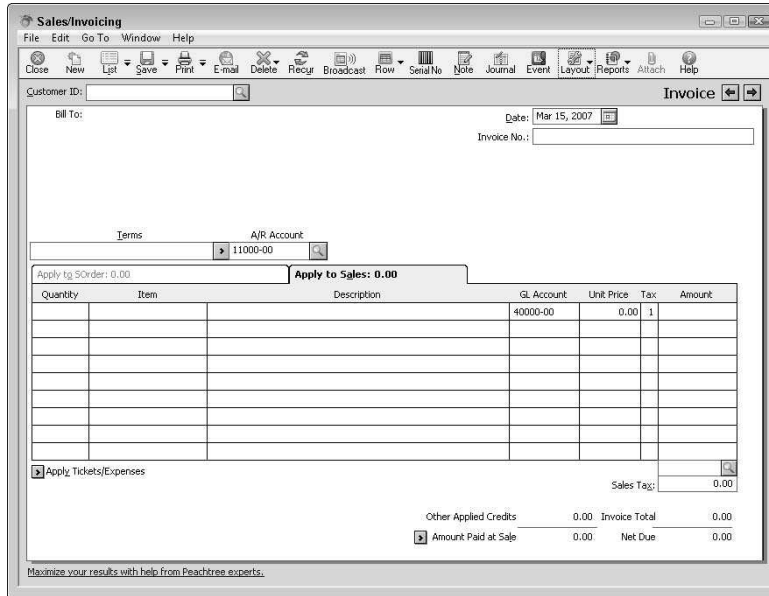 Sales/Invoicing
File Edit Go To Window Help
Close New List Save Print E-mail Delete Recur Broadcast Row Serial No Note Journal Event Layout Reports Attach Help
Customer ID:
Invoice
Bill To:
Date: Mar 15, 2007
Invoice No.:
Terms A/R Account
11000-00
Apply to SOrder: 0.00 Apply to Sales: 0.00
Quantity Item Description GL Account Unit Price Tax Amount
40000-00 0.00 1
Apply Tickets/Expenses
Sales Tax: 0.00
Other Applied Credits 0.00 Invoice Total 0.00
Amount Paid at Sale 0.00 Net Due 0.00
Maximize your results with help from Peachtree experts.